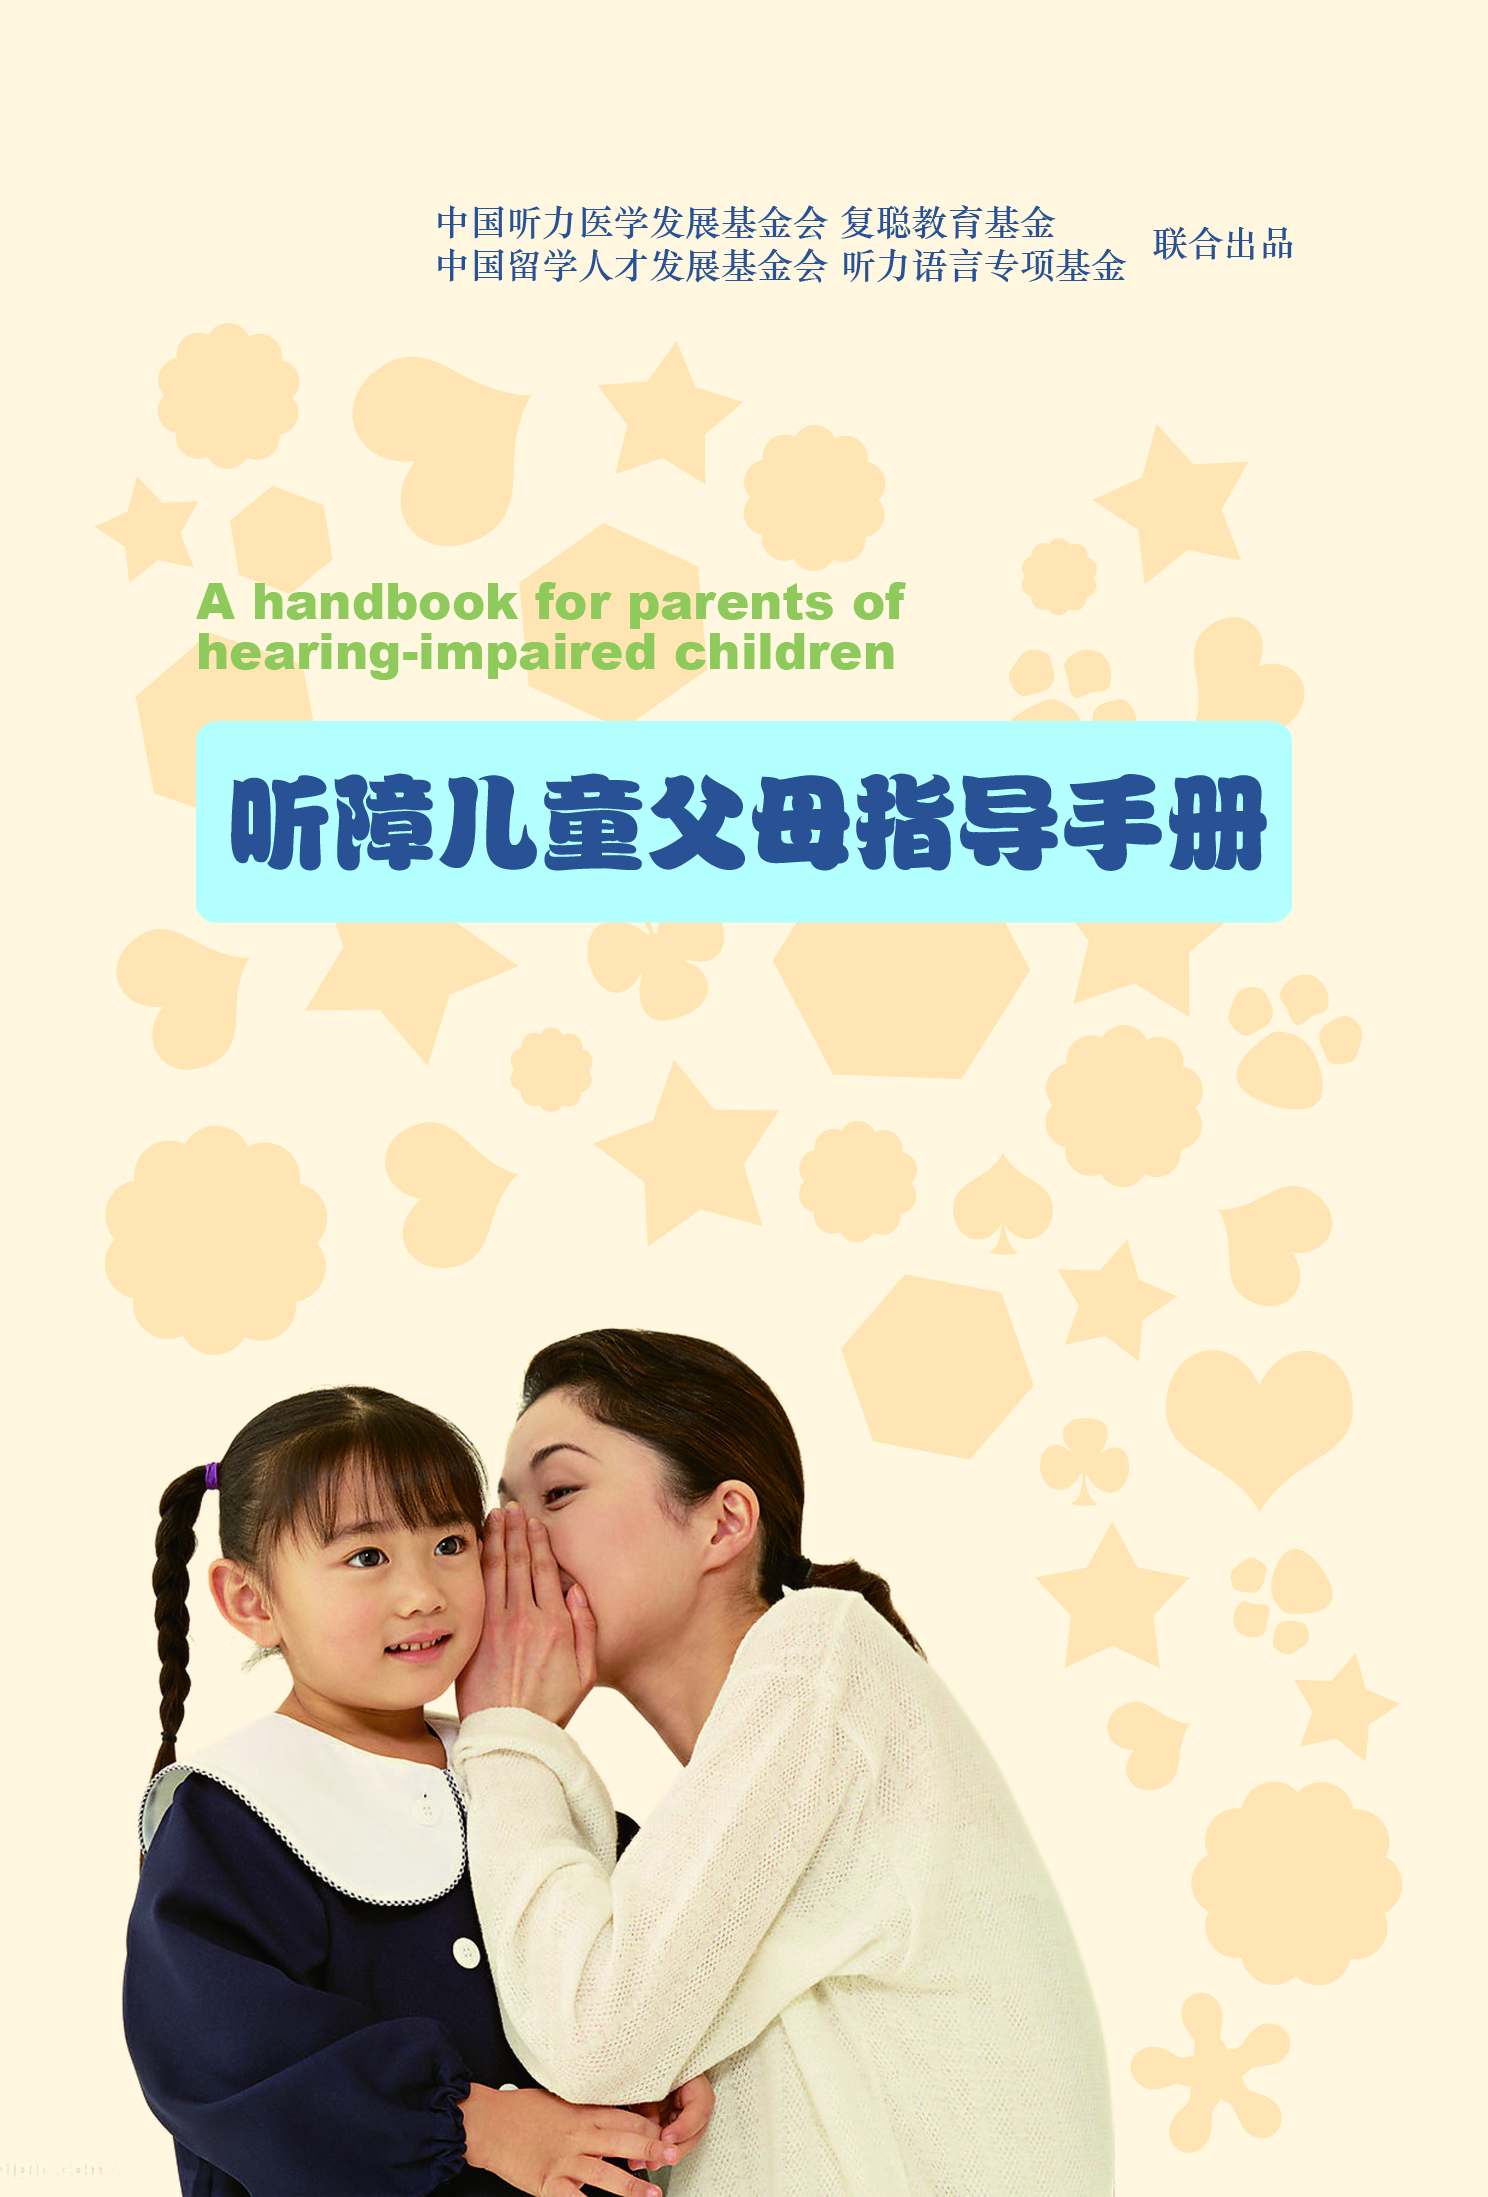 中国听力医学发展基金会 复聪教育基金
中国留学人才发展基金会 听力语言专项基金
联合出品
A handbook for parents of
hearing-impaired children
听障儿童父母指导手册